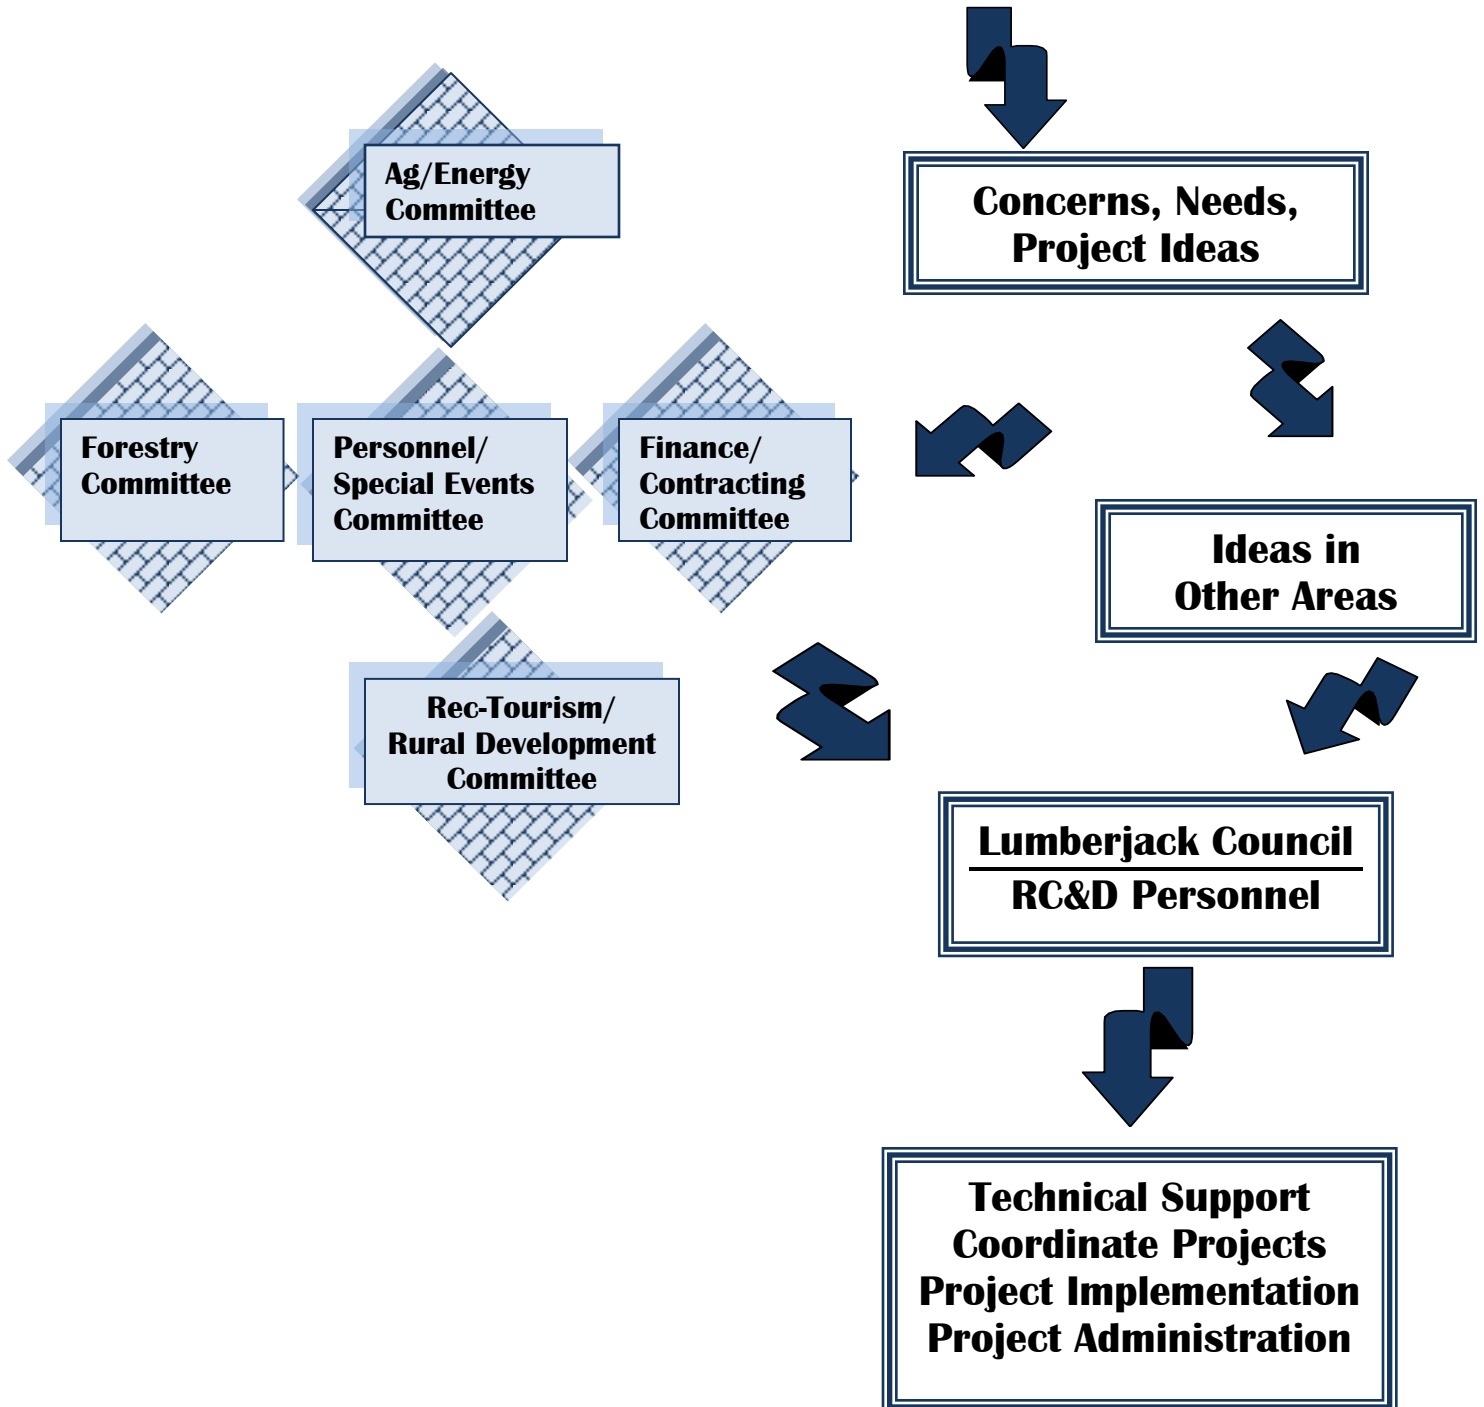 Concerns, Needs,
Project Ideas
Ag/Energy
Committee
Forestry
Committee
Personnel/
Special Events
Committee
Finance/
Contracting
Committee
Rec-Tourism/
Rural Development
Committee
Ideas in
Other Areas
Lumberjack Council
RC&D Personnel
Technical Support
Coordinate Projects
Project Implementation
Project Administration